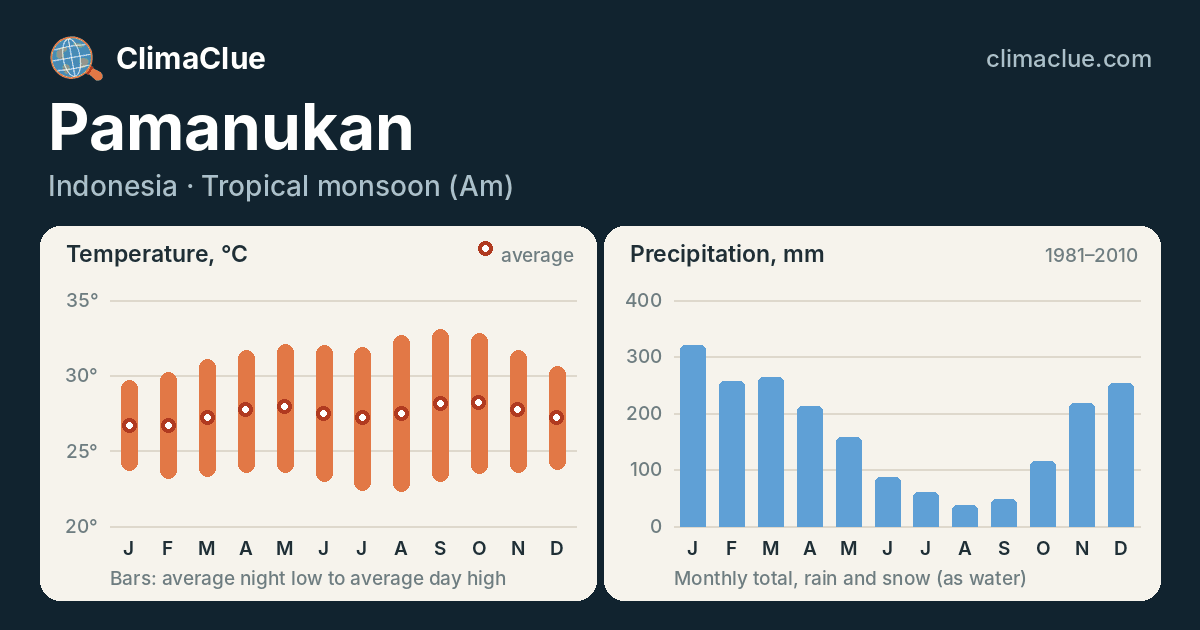 ClimaClue
climaclue.com
Pamanukan
Indonesia · Tropical monsoon (Am)
Temperature, °C
average
35°
30°
25°
20°
J F M A M J J A S O N D
Bars: average night low to average day high
Precipitation, mm
1981–2010
400
300
200
100
0
J F M A M J J A S O N D
Monthly total, rain and snow (as water)